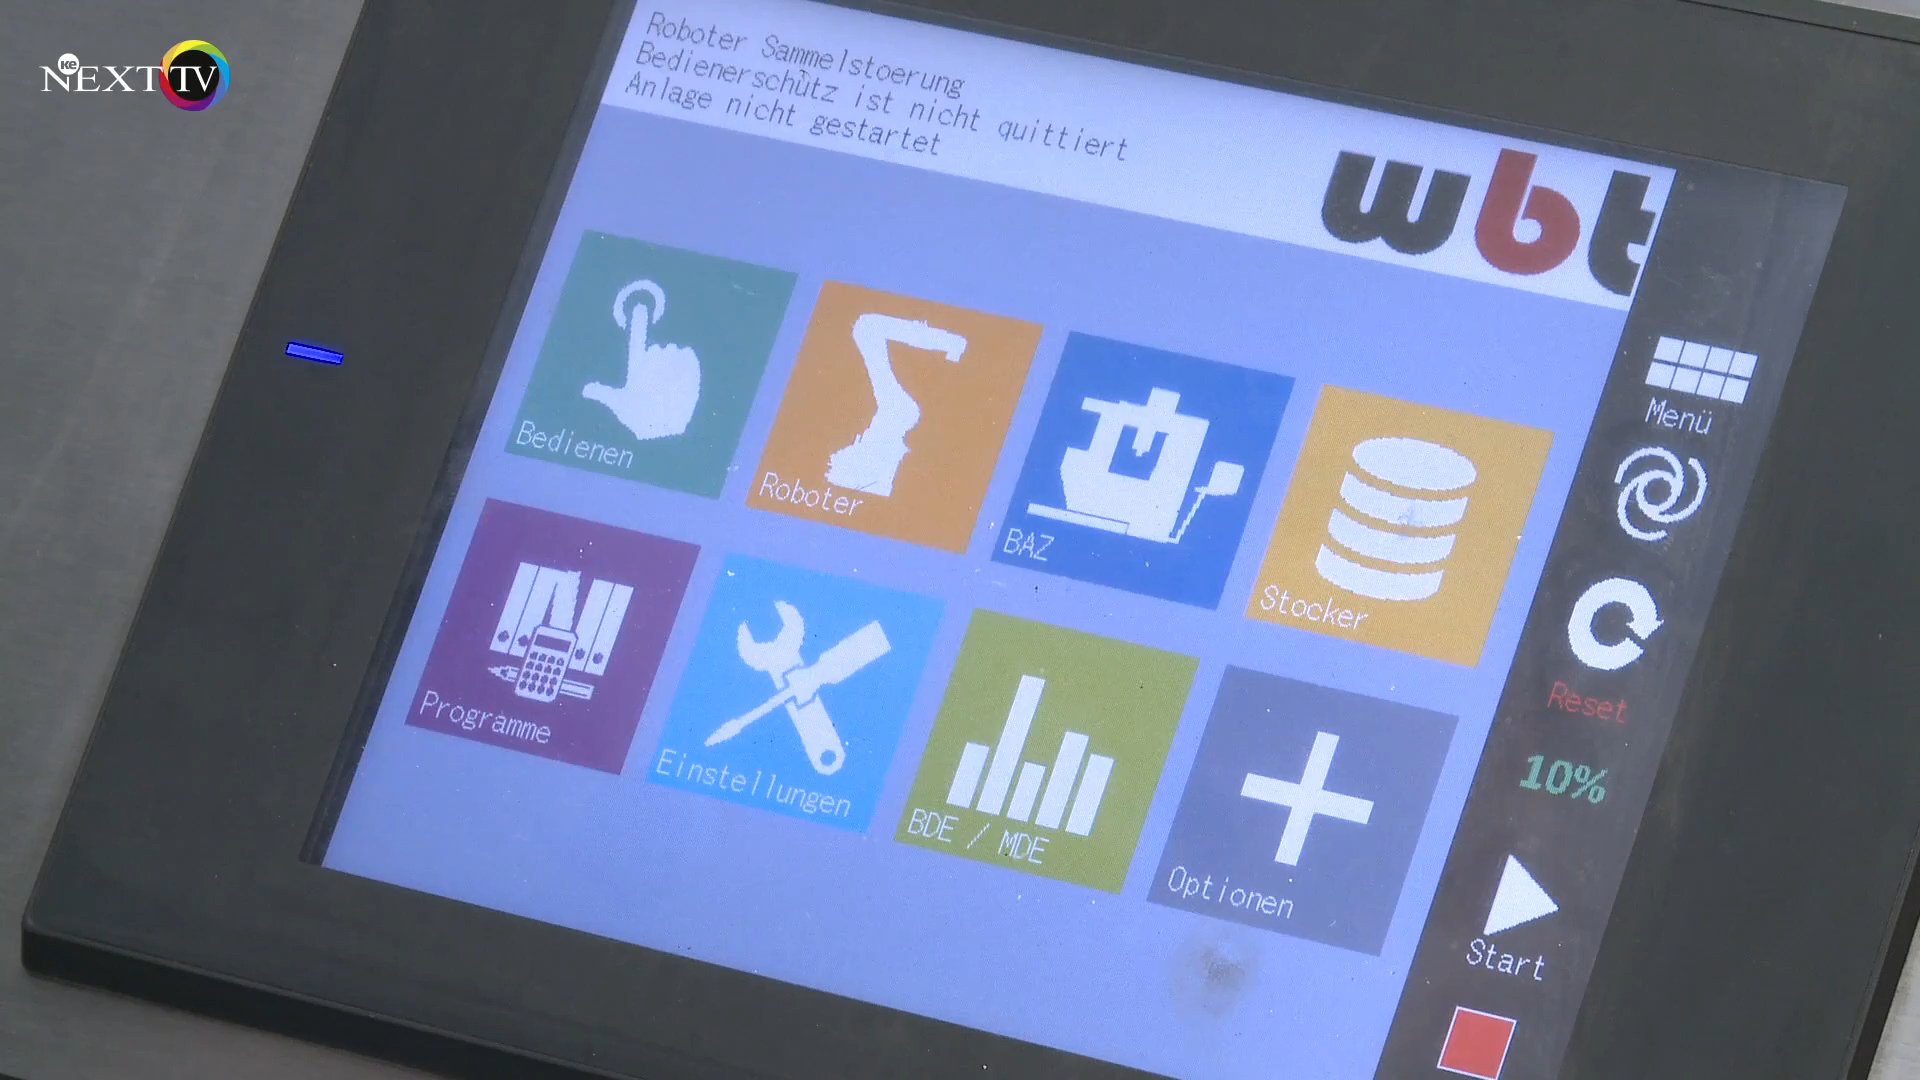 ke
NEXT TV
Roboter Sammelstoerung
Bedienerschütz ist nicht quittiert
Anlage nicht gestartet
wbt
Menü
Bedienen
Roboter
BAZ
Stocker
Reset
Programme
Einstellungen
BDE / MDE
Optionen
10%
Start